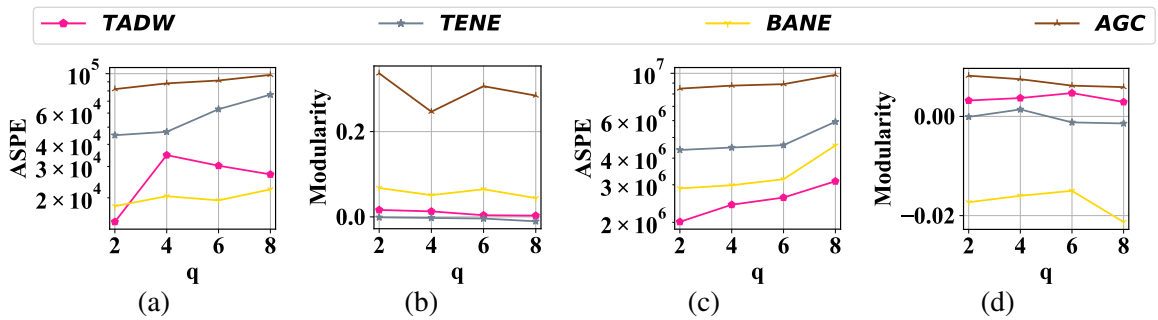 TADW TENE BANE AGC
ASPE
10^5
6 × 10^4
4 × 10^4
3 × 10^4
2 × 10^4
2 4 6 8
q
(a)
Modularity
0.2
0.0
2 4 6 8
q
(b)
ASPE
10^7
6 × 10^6
4 × 10^6
3 × 10^6
2 × 10^6
2 4 6 8
q
(c)
Modularity
0.00
−0.02
2 4 6 8
q
(d)